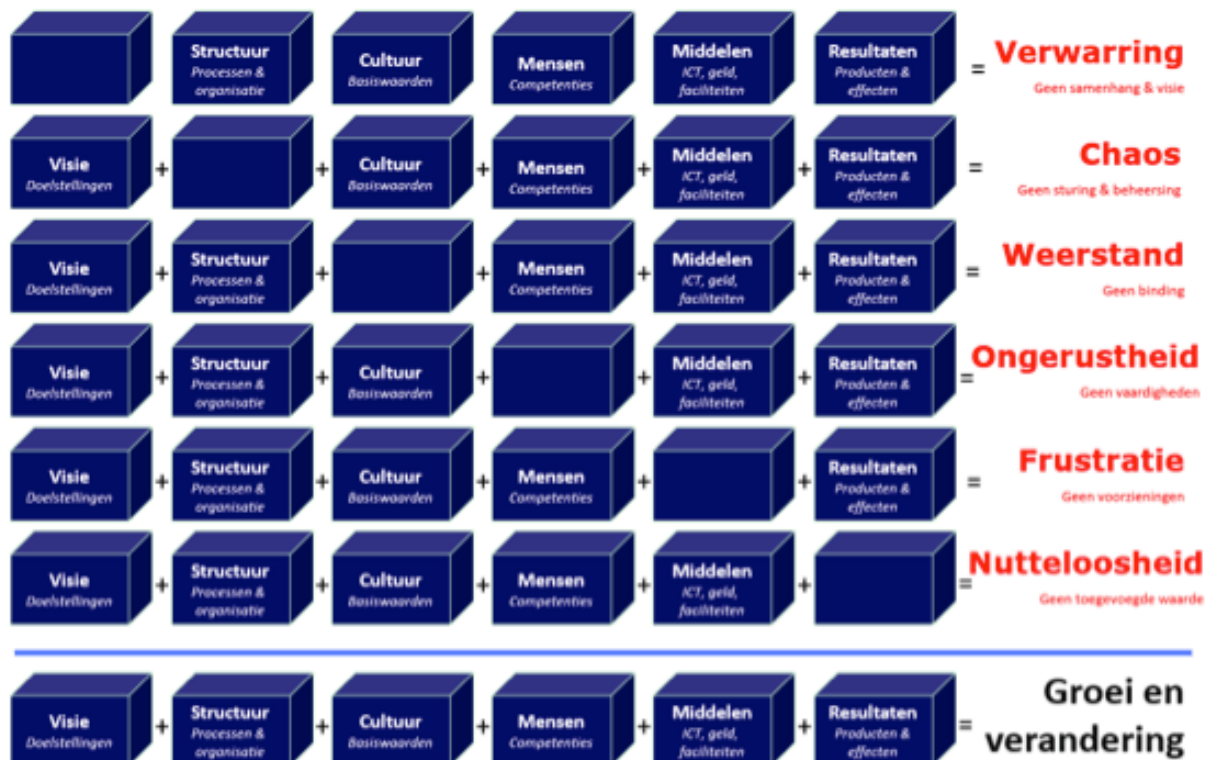 Structuur
Processen &
organisatie
Cultuur
Basiswaarden
Mensen
Competenties
Middelen
ICT, geld,
faciliteiten
Resultaten
Producten &
effecten
= Verwarring
Geen samenhang & visie
Visie
Doelstellingen
+
+ Cultuur
Basiswaarden
+ Mensen
Competenties
+ Middelen
ICT, geld,
faciliteiten
+ Resultaten
Producten &
effecten
= Chaos
Geen sturing & beheersing
Visie
Doelstellingen
+ Structuur
Processen &
organisatie
+
+ Mensen
Competenties
+ Middelen
ICT, geld,
faciliteiten
+ Resultaten
Producten &
effecten
= Weerstand
Geen binding
Visie
Doelstellingen
+ Structuur
Processen &
organisatie
+ Cultuur
Basiswaarden
+
+ Middelen
ICT, geld,
faciliteiten
+ Resultaten
Producten &
effecten
= Ongerustheid
Geen vaardigheden
Visie
Doelstellingen
+ Structuur
Processen &
organisatie
+ Cultuur
Basiswaarden
+ Mensen
Competenties
+
+ Resultaten
Producten &
effecten
= Frustratie
Geen voorzieningen
Visie
Doelstellingen
+ Structuur
Processen &
organisatie
+ Cultuur
Basiswaarden
+ Mensen
Competenties
+ Middelen
ICT, geld,
faciliteiten
+
= Nutteloosheid
Geen toegevoegde waarde
Visie
Doelstellingen
+ Structuur
Processen &
organisatie
+ Cultuur
Basiswaarden
+ Mensen
Competenties
+ Middelen
ICT, geld,
faciliteiten
+ Resultaten
Producten &
effecten
= Groei en
verandering